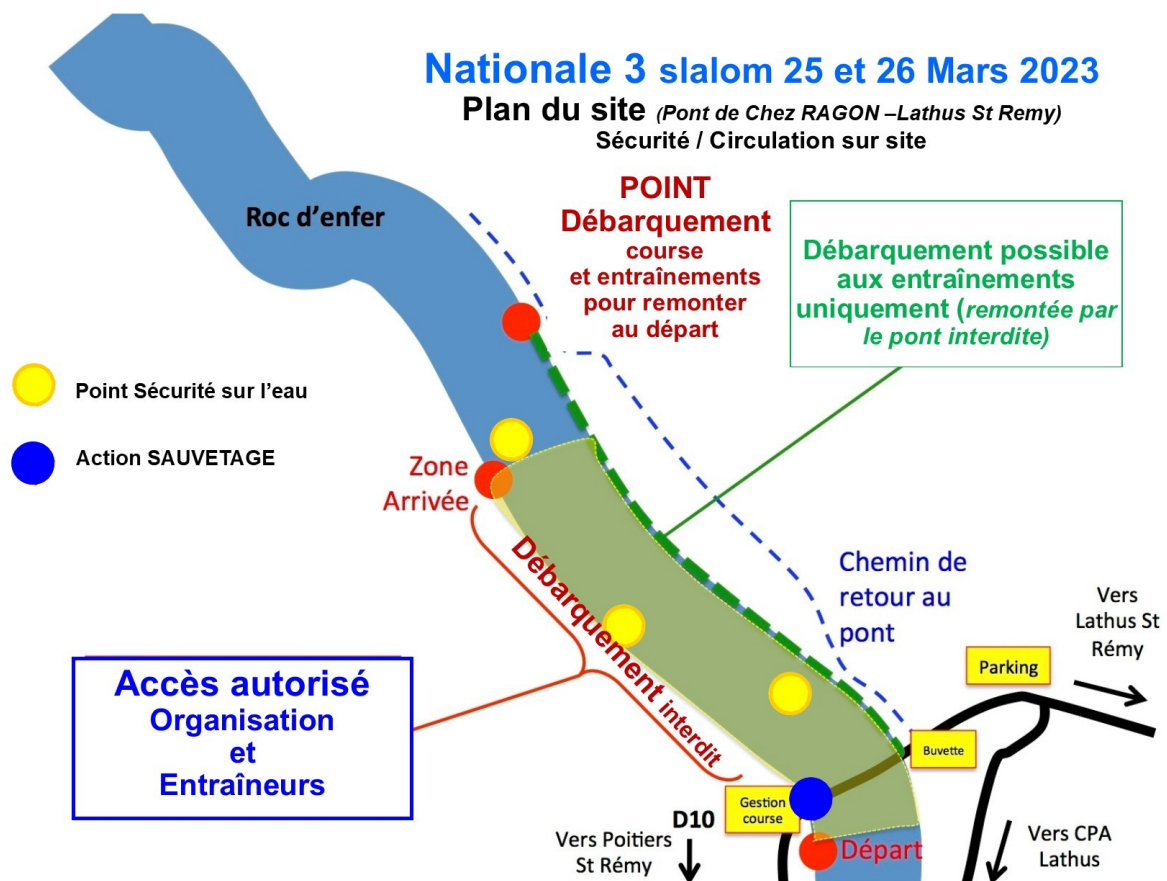 Nationale 3 slalom 25 et 26 Mars 2023
Plan du site (Pont de Chez RAGON –Lathus St Remy)
Sécurité / Circulation sur site
POINT
Débarquement
course
et entraînements
pour remonter
au départ
Débarquement possible
aux entraînements
uniquement (remontée par
le pont interdite)
Roc d'enfer
Point Sécurité sur l'eau
Action SAUVETAGE
Zone
Arrivée
Débarquement interdit
Chemin de
retour au
pont
Vers
Lathus St
Rémy
Parking
Accès autorisé
Organisation
et
Entraîneurs
Buvette
Gestion
course
D10
Vers Poitiers
St Rémy
Départ
Vers CPA
Lathus